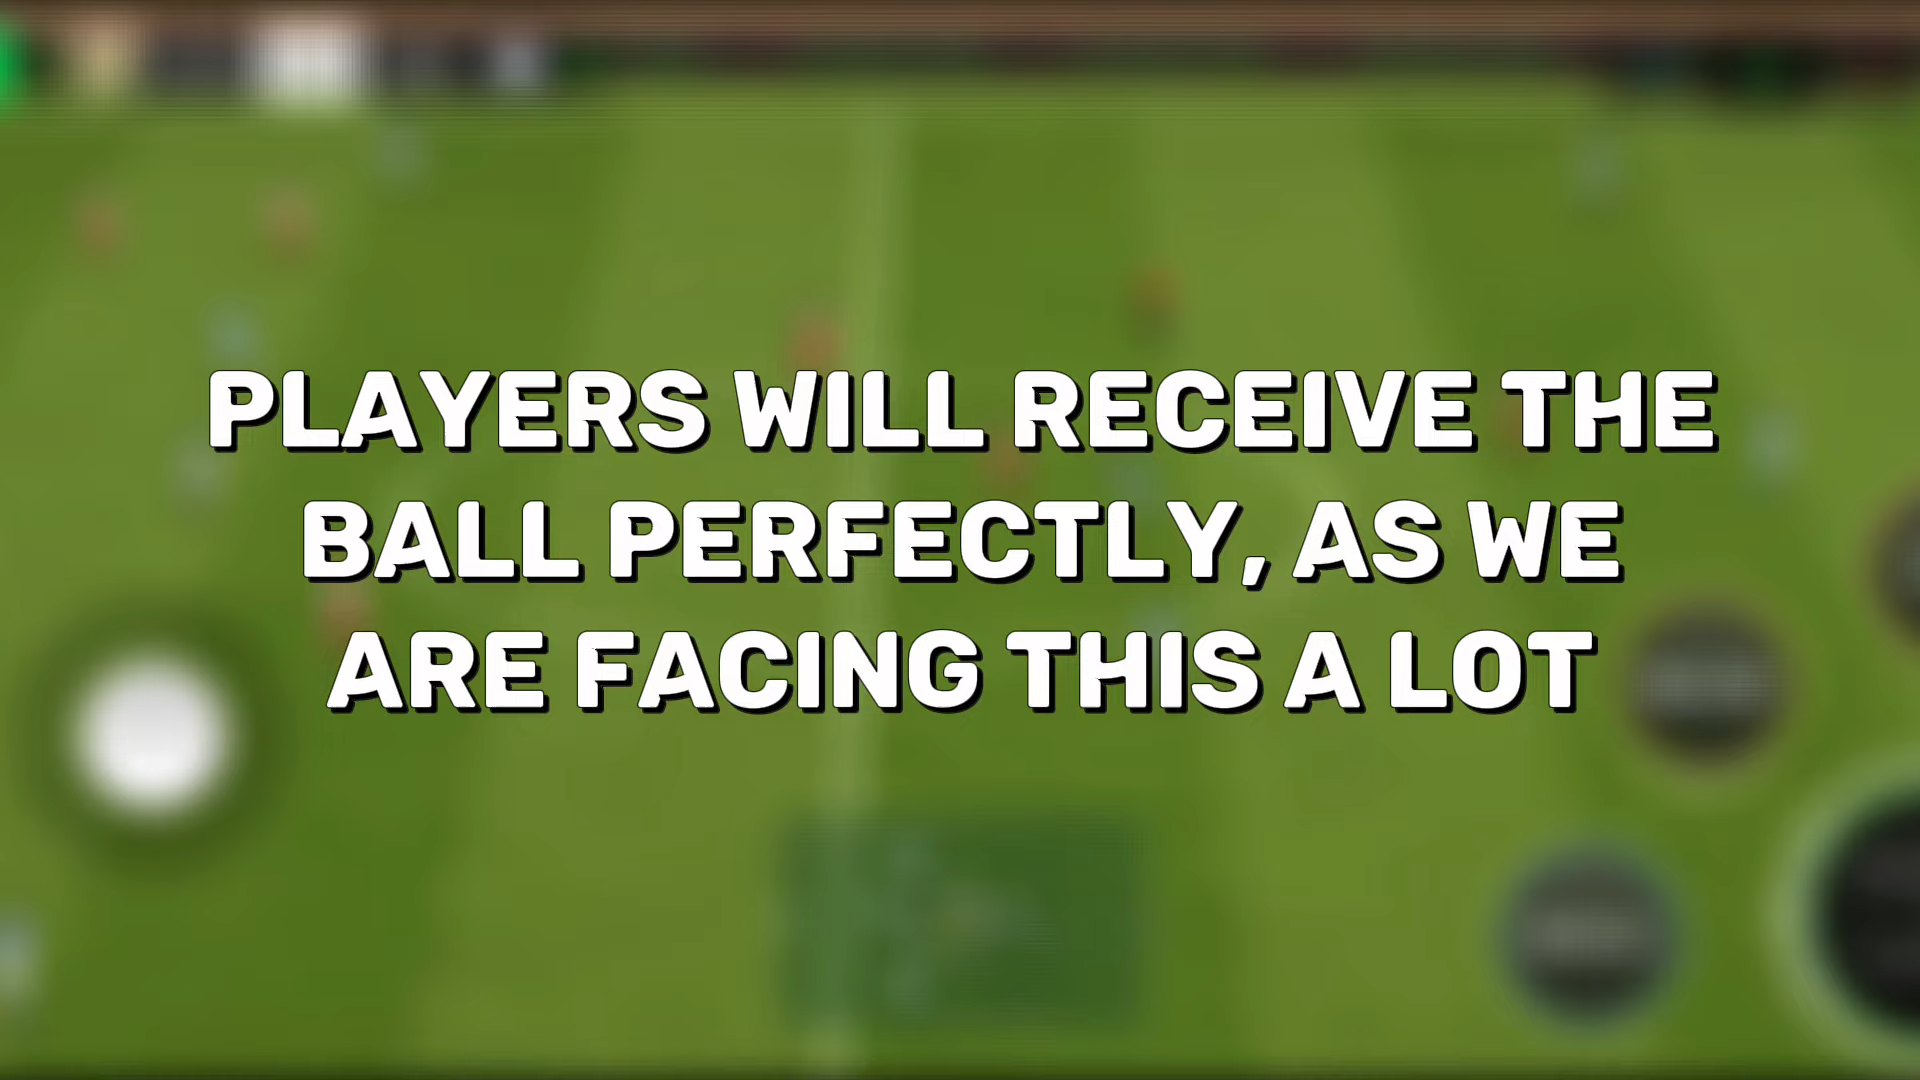 PLAYERS WILL RECEIVE THE
BALL PERFECTLY, AS WE
ARE FACING THIS A LOT